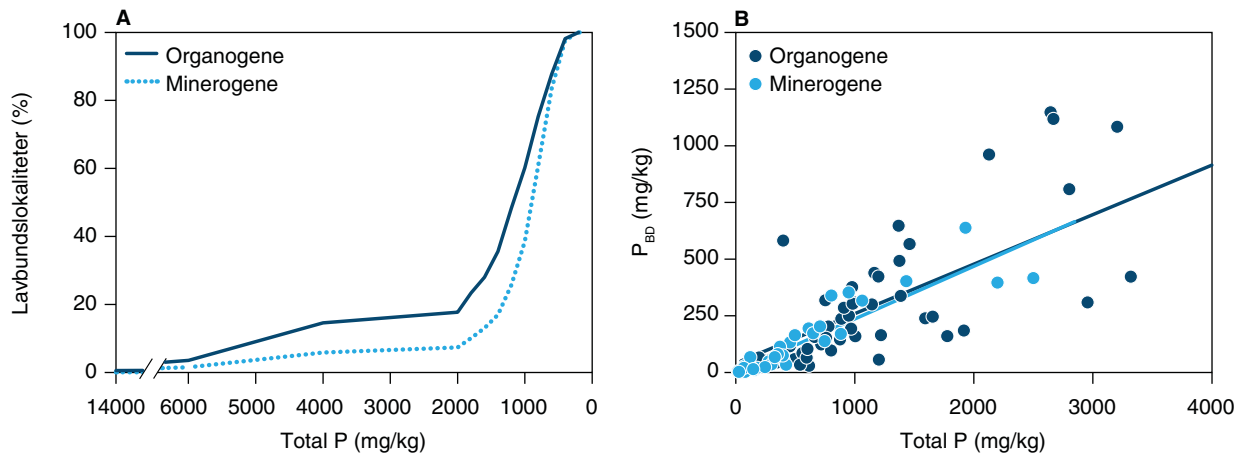 A
Lavbundslokaliteter (%)
100
80
60
40
20
0
Organogene
Minerogene
14000 6000 5000 4000 3000 2000 1000 0
Total P (mg/kg)
B
P_BD (mg/kg)
1500
1250
1000
750
500
250
0
Organogene
Minerogene
0 1000 2000 3000 4000
Total P (mg/kg)